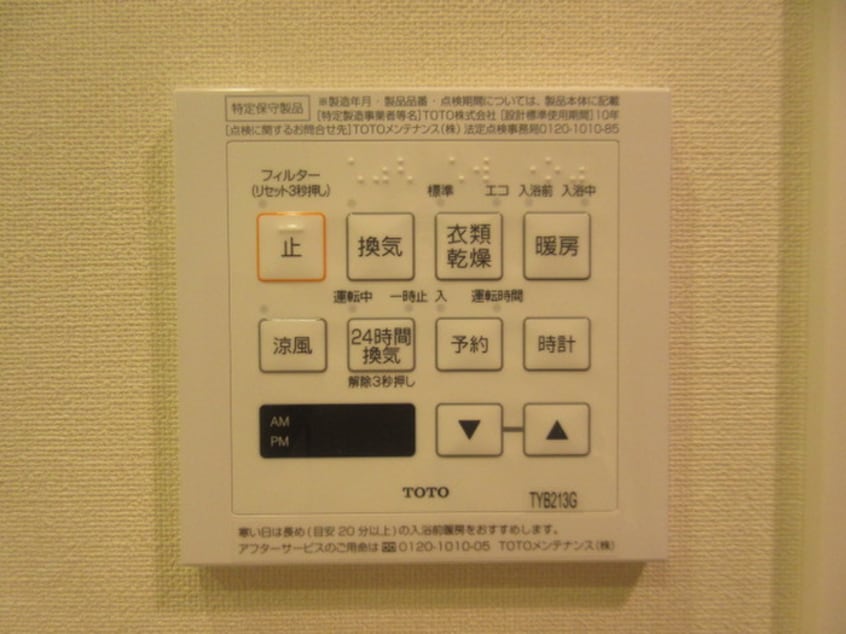 特定保守製品
※製造年月・製品品番・点検期間については、製品本体に記載
[特定製造事業者等名]TOTO株式会社 [設計標準使用期間]10年
[点検に関するお問合せ先]TOTOメンテナンス(株) 法定点検事務局0120-1010-85
フィルター
(リセット3秒押し)
標準 エコ 入浴前 入浴中
止 換気 衣類 暖房
乾燥
運転中 一時止 入 運転時間
涼風 24時間 予約 時計
換気
解除3秒押し
AM
PM
▼ ▲
TOTO TYB213G
寒い日は長め(目安20分以上)の入浴前暖房をおすすめします。
アフターサービスのご用命は 0120-1010-05 TOTOメンテナンス(株)